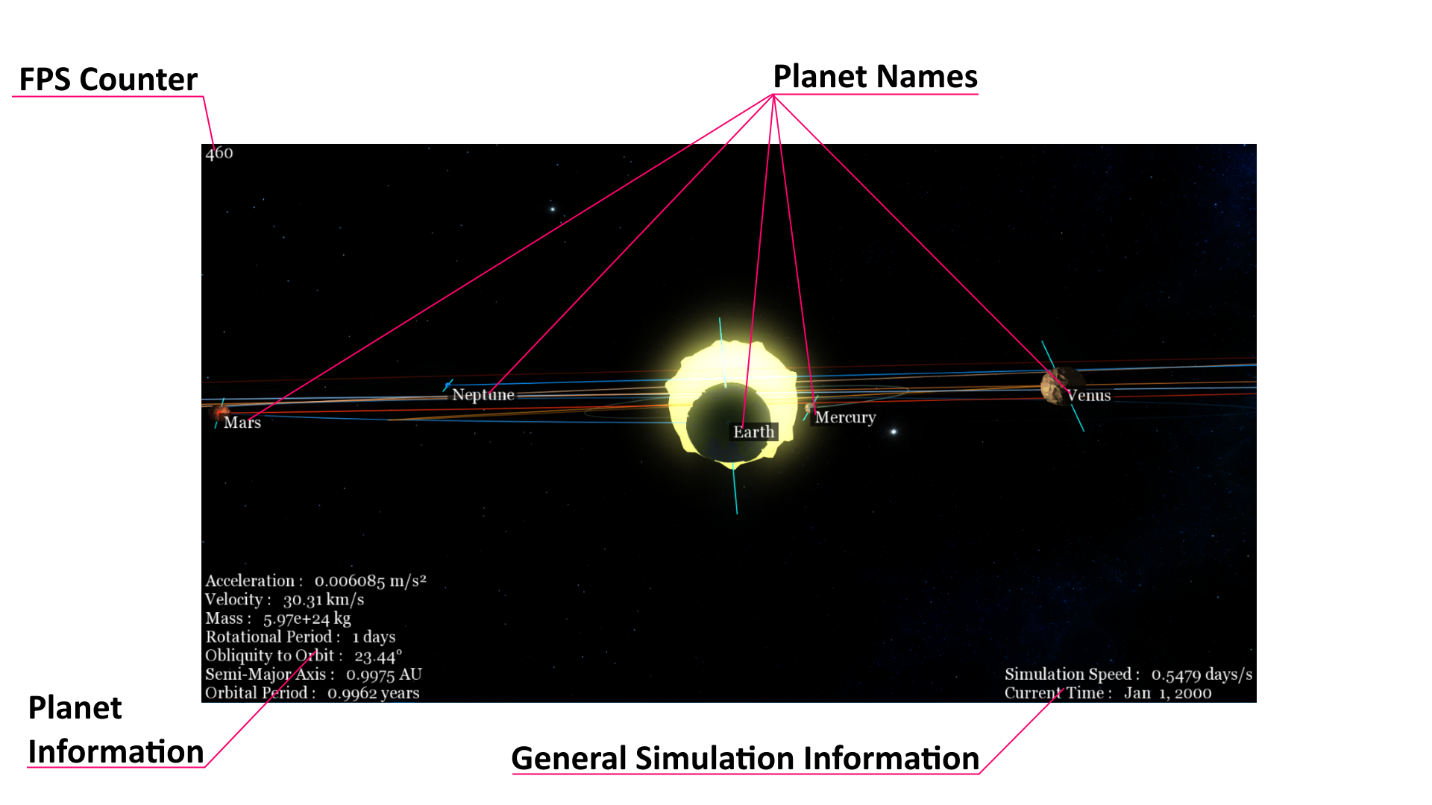 FPS Counter
Planet Names
460
Neptune
Mars
Earth
Mercury
Venus
Acceleration :  0.006085 m/s²
Velocity :  30.31 km/s
Mass :  5.97e+24 kg
Rotational Period :  1 days
Obliquity to Orbit :  23.44°
Semi-Major Axis :  0.9975 AU
Orbital Period :  0.9962 years
Simulation Speed :  0.5479 days/s
Current Time :  Jan  1, 2000
Planet
Information
General Simulation Information